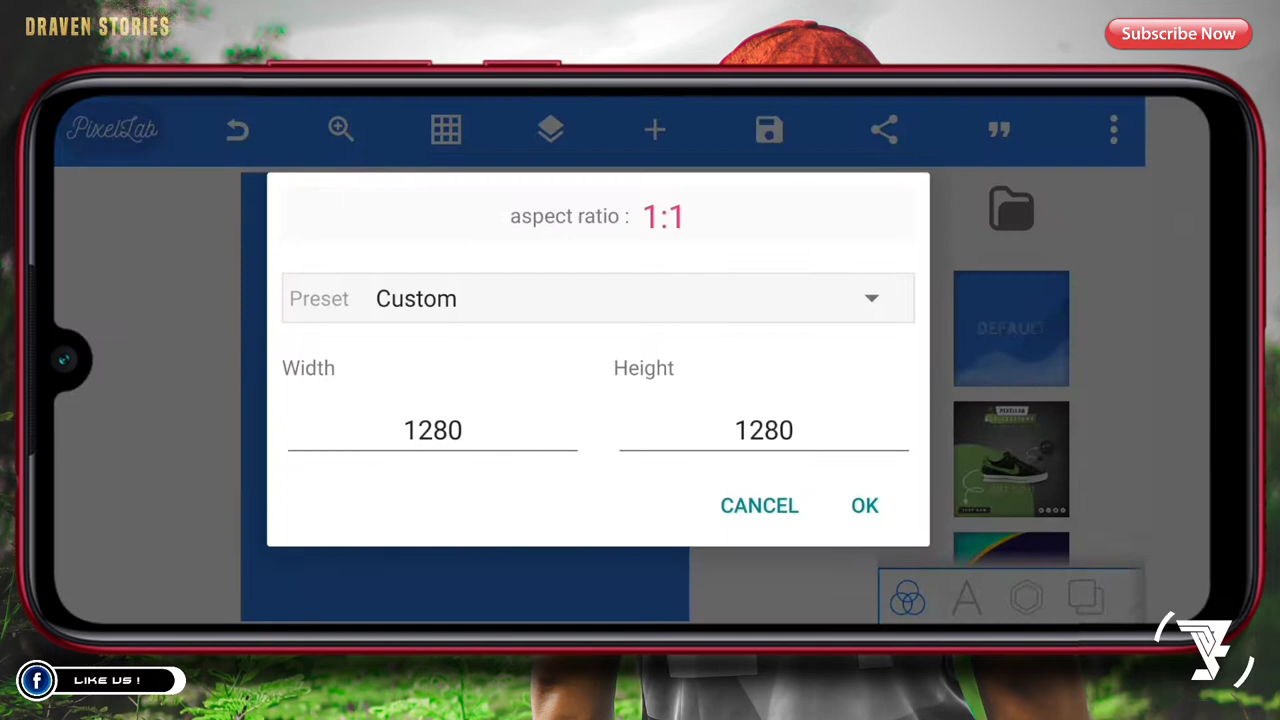 DRAVEN STORIES
Subscribe Now
PixelLab
aspect ratio : 1:1
Preset Custom
Width Height
1280 1280
CANCEL OK
DEFAULT
PIXELLAB
LIKE US !